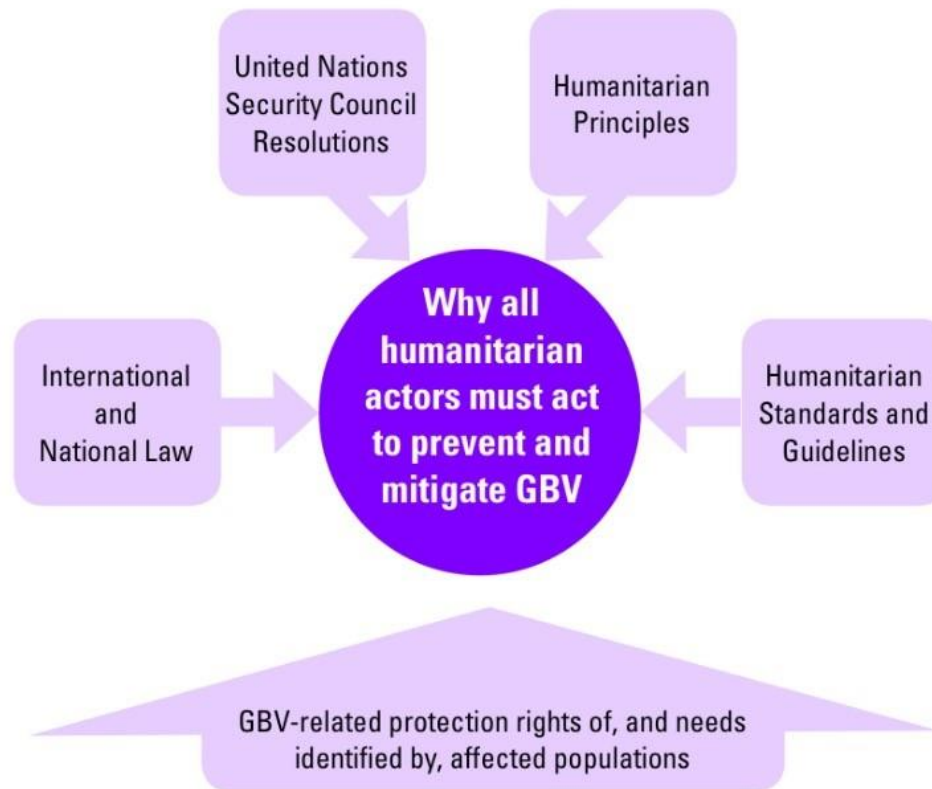 United Nations
Security Council
Resolutions
Humanitarian
Principles
International
and
National Law
Why all
humanitarian
actors must act
to prevent and
mitigate GBV
Humanitarian
Standards and
Guidelines
GBV-related protection rights of, and needs
identified by, affected populations